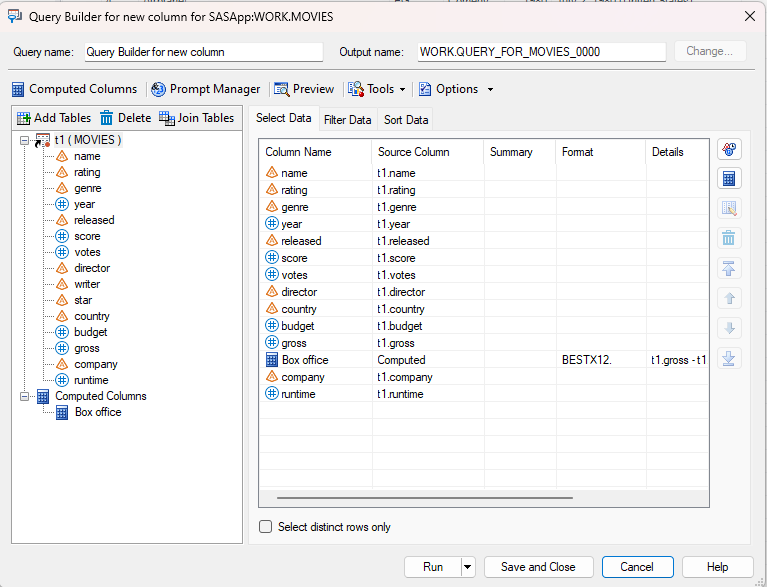 Query Builder for new column for SASApp:WORK.MOVIES
Query name: Query Builder for new column Output name: WORK.QUERY_FOR_MOVIES_0000 Change...
Computed Columns Prompt Manager Preview Tools Options
Add Tables Delete Join Tables
t1 ( MOVIES )
name
rating
genre
year
released
score
votes
director
writer
star
country
budget
gross
company
runtime
Computed Columns
Box office
Select Data Filter Data Sort Data
Column Name Source Column Summary Format Details
name t1.name
rating t1.rating
genre t1.genre
year t1.year
released t1.released
score t1.score
votes t1.votes
director t1.director
country t1.country
budget t1.budget
gross t1.gross
Box office Computed BESTX12. t1.gross - t1
company t1.company
runtime t1.runtime
Select distinct rows only
Run Save and Close Cancel Help